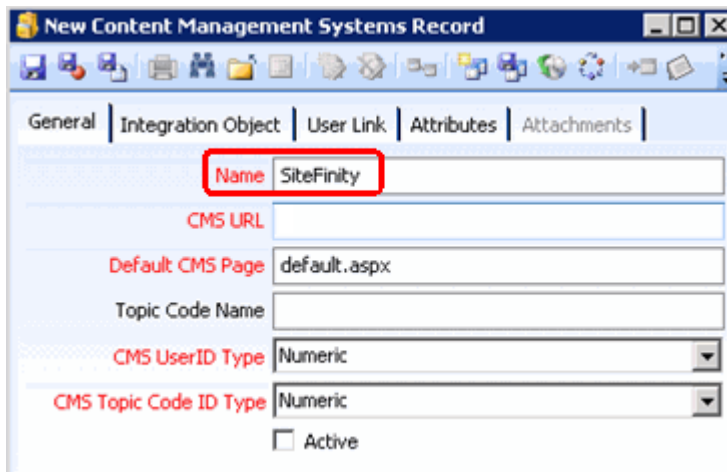 New Content Management Systems Record
General Integration Object User Link Attributes Attachments
Name SiteFinity
CMS URL
Default CMS Page default.aspx
Topic Code Name
CMS UserID Type Numeric
CMS Topic Code ID Type Numeric
Active